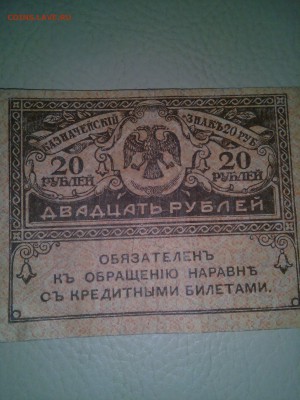 КАЗНАЧЕЙСКІЙ ЗНАКЪ 20 РУБ
20 20
РУБЛЕЙ РУБЛЕЙ
ДВАДЦАТЬ РУБЛЕЙ
ОБЯЗАТЕЛЕНЪ
КЪ ОБРАЩЕНІЮ НАРАВНѢ
СЪ КРЕДИТНЫМИ БИЛЕТАМИ.